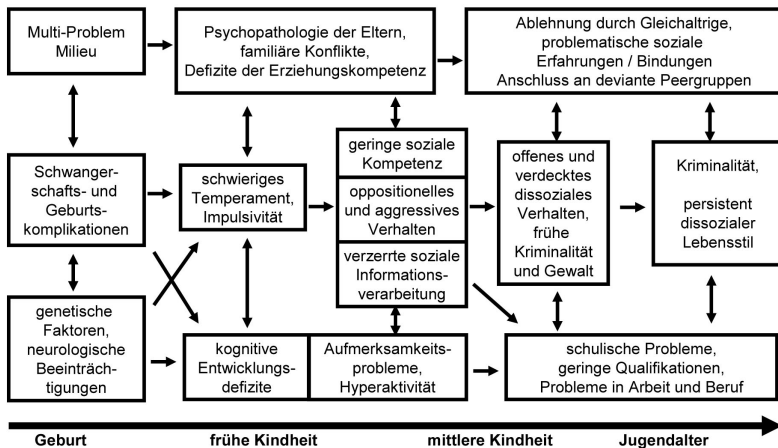 Multi-Problem
Milieu
Psychopathologie der Eltern,
familiäre Konflikte,
Defizite der Erziehungskompetenz
Ablehnung durch Gleichaltrige,
problematische soziale
Erfahrungen / Bindungen
Anschluss an deviante Peergruppen
Schwanger-
schafts- und
Geburts-
komplikationen
schwieriges
Temperament,
Impulsivität
geringe soziale
Kompetenz
oppositionelles
und aggressives
Verhalten
verzerrte soziale
Informations-
verarbeitung
offenes und
verdecktes
dissoziales
Verhalten,
frühe
Kriminalität
und Gewalt
Kriminalität,
persistent
dissozialer
Lebensstil
genetische
Faktoren,
neurologische
Beeinträch-
tigungen
kognitive
Entwicklungs-
defizite
Aufmerksamkeits-
probleme,
Hyperaktivität
schulische Probleme,
geringe Qualifikationen,
Probleme in Arbeit und Beruf
Geburt
frühe Kindheit
mittlere Kindheit
Jugendalter